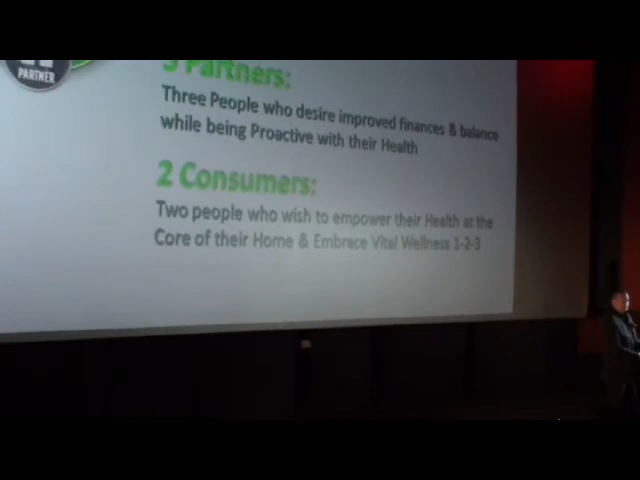 PARTNER
3 Partners:
Three People who desire improved finances & balance
while being Proactive with their Health
2 Consumers:
Two people who wish to empower their Health at the
Core of their Home & Embrace Vital Wellness 1-2-3